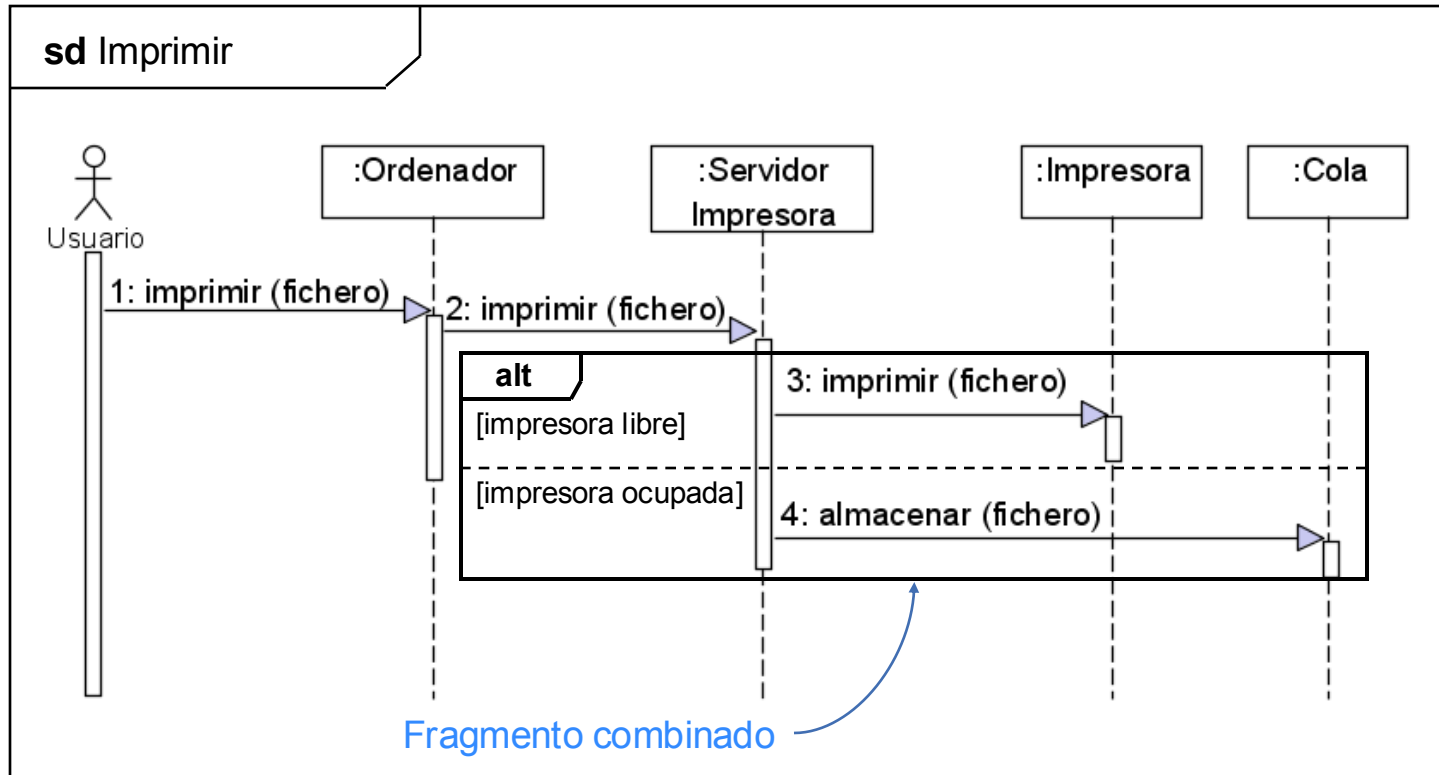 sd Imprimir
Usuario
:Ordenador
:Servidor
Impresora
:Impresora
:Cola
1: imprimir (fichero)
2: imprimir (fichero)
alt
3: imprimir (fichero)
[impresora libre]
[impresora ocupada]
4: almacenar (fichero)
Fragmento combinado